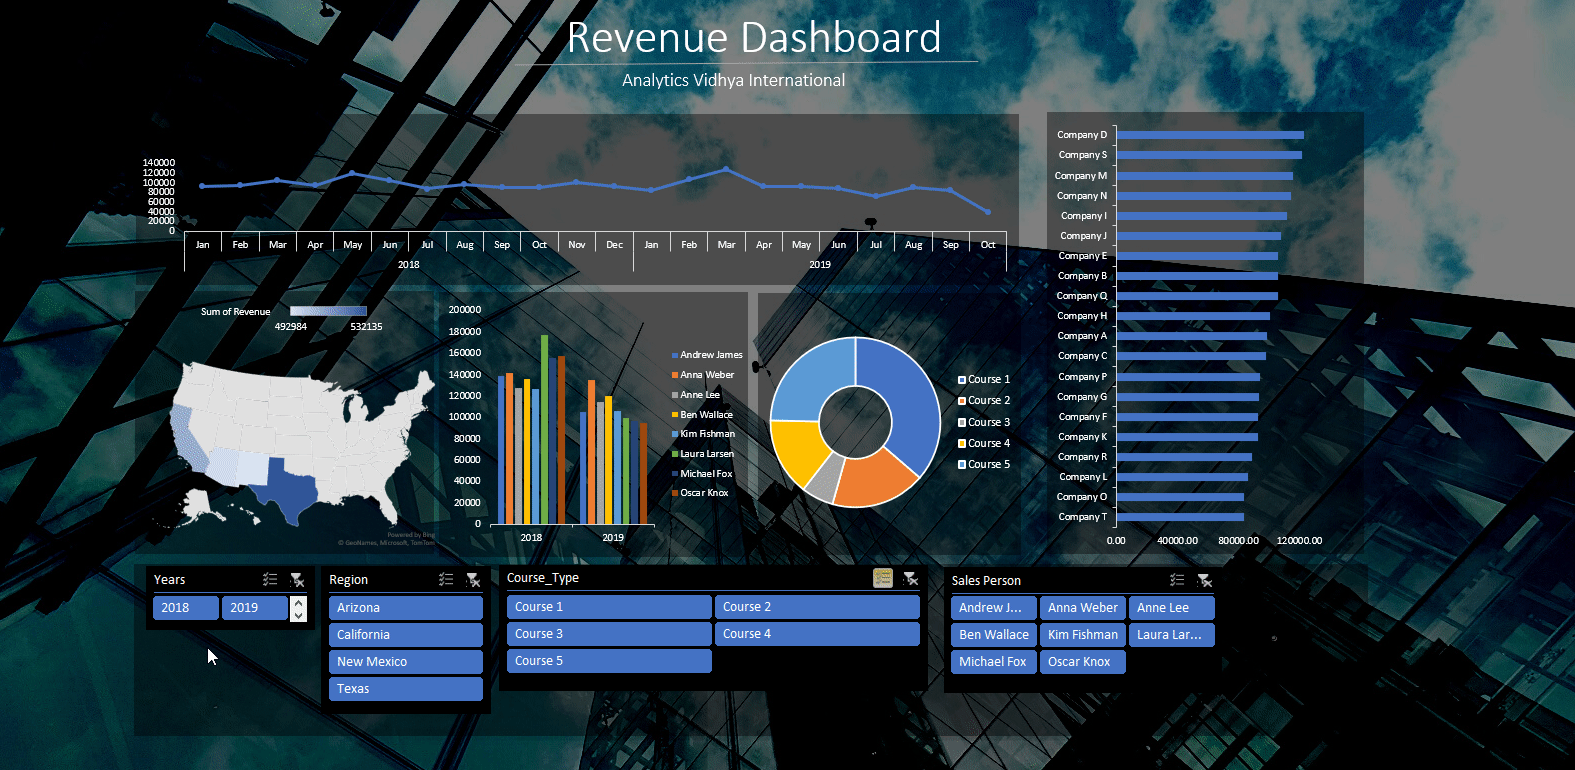 Revenue Dashboard
Analytics Vidhya International
140000
120000
100000
80000
60000
40000
20000
0
Jan Feb Mar Apr May Jun Jul Aug Sep Oct Nov Dec Jan Feb Mar Apr May Jun Jul Aug Sep Oct
2018 2019
Company D
Company S
Company M
Company N
Company I
Company J
Company E
Company B
Company Q
Company H
Company A
Company C
Company P
Company G
Company F
Company K
Company R
Company L
Company O
Company T
0.00 40000.00 80000.00 120000.00
Sum of Revenue
492984 532135
Powered by Bing
© GeoNames, Microsoft, TomTom
200000
180000
160000
140000
120000
100000
80000
60000
40000
20000
0
2018 2019
Andrew James
Anna Weber
Anne Lee
Ben Wallace
Kim Fishman
Laura Larsen
Michael Fox
Oscar Knox
Course 1
Course 2
Course 3
Course 4
Course 5
Years
2018 2019
Region
Arizona
California
New Mexico
Texas
Course_Type
Course 1 Course 2
Course 3 Course 4
Course 5
Sales Person
Andrew J... Anna Weber Anne Lee
Ben Wallace Kim Fishman Laura Lar...
Michael Fox Oscar Knox